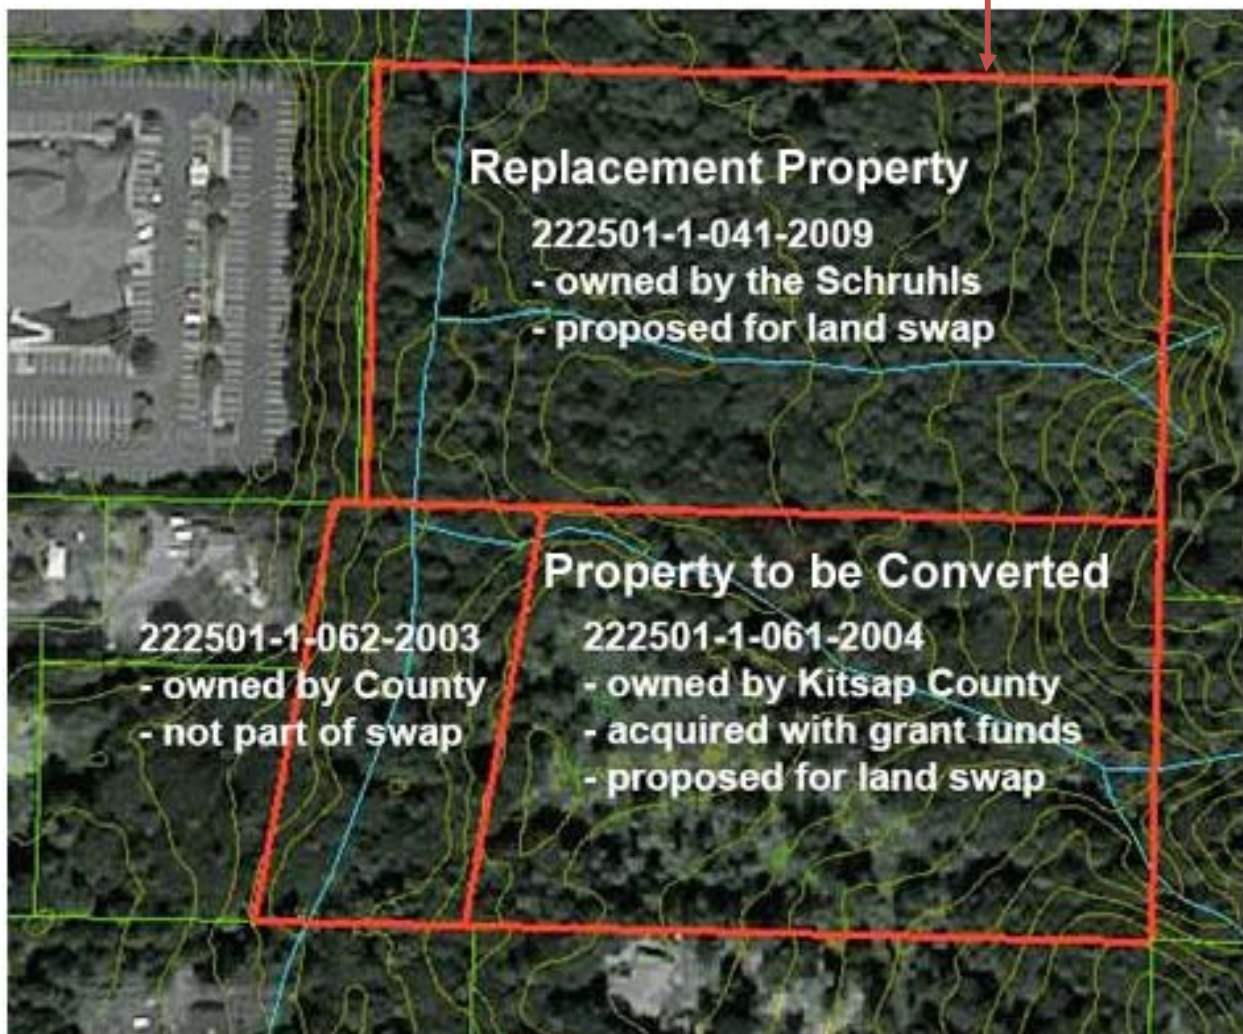 Replacement Property
222501-1-041-2009
- owned by the Schruhls
- proposed for land swap
Property to be Converted
222501-1-062-2003
- owned by County
- not part of swap
222501-1-061-2004
- owned by Kitsap County
- acquired with grant funds
- proposed for land swap